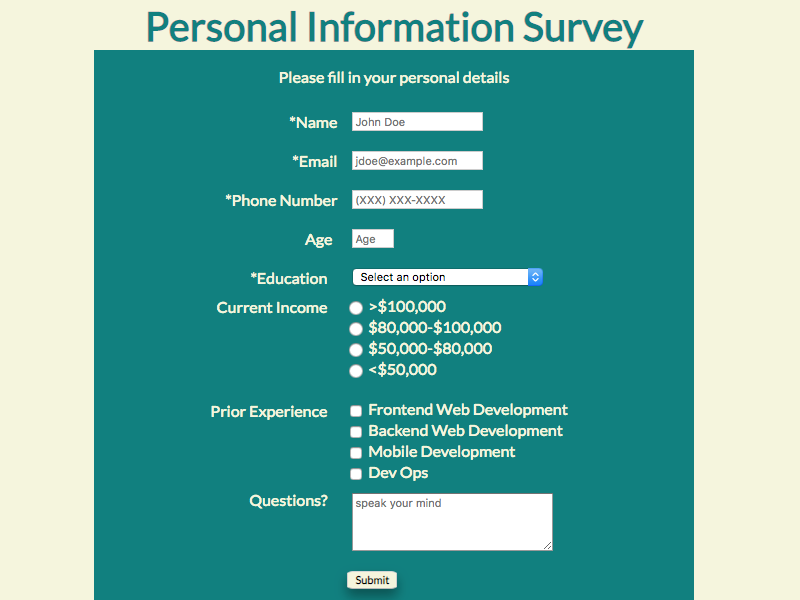 Personal Information Survey
Please fill in your personal details
*Name John Doe
*Email jdoe@example.com
*Phone Number (XXX) XXX-XXXX
Age Age
*Education Select an option
Current Income >$100,000
$80,000-$100,000
$50,000-$80,000
<$50,000
Prior Experience Frontend Web Development
Backend Web Development
Mobile Development
Dev Ops
Questions? speak your mind
Submit